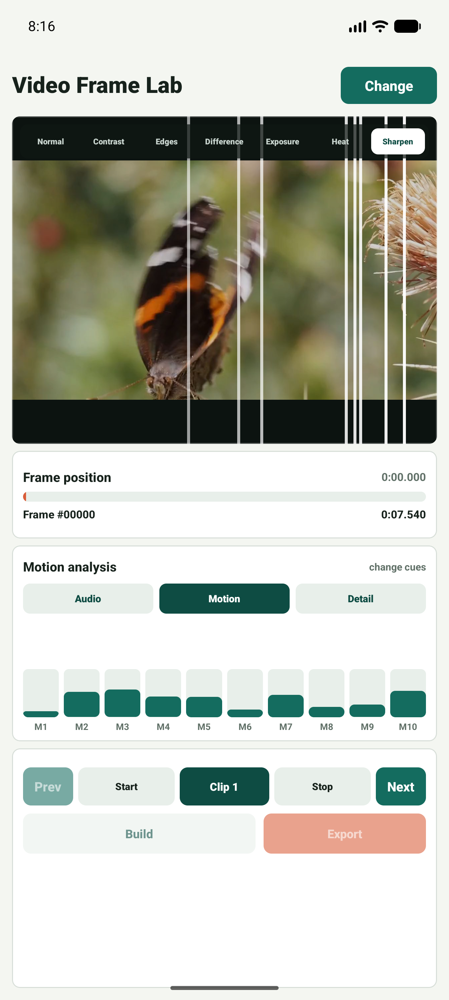 8:16
Video Frame Lab
Change
Normal Contrast Edges Difference Exposure Heat Sharpen
Frame position 0:00.000
Frame #00000 0:07.540
Motion analysis change cues
Audio Motion Detail
M1 M2 M3 M4 M5 M6 M7 M8 M9 M10
Prev Start Clip 1 Stop Next
Build Export